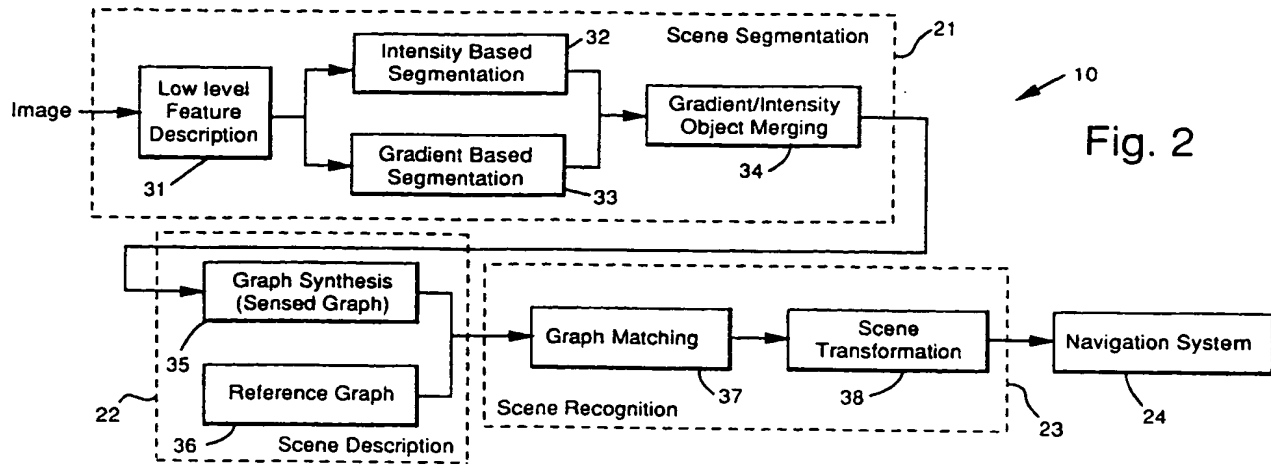 Scene Segmentation
21
Intensity Based
Segmentation
32
10
Image
Low level
Feature
Description
31
Gradient/Intensity
Object Merging
34
Fig. 2
Gradient Based
Segmentation
33
Graph Synthesis
(Sensed Graph)
35
Graph Matching
37
Scene
Transformation
38
Navigation System
24
22
Reference Graph
36
Scene Description
Scene Recognition
23